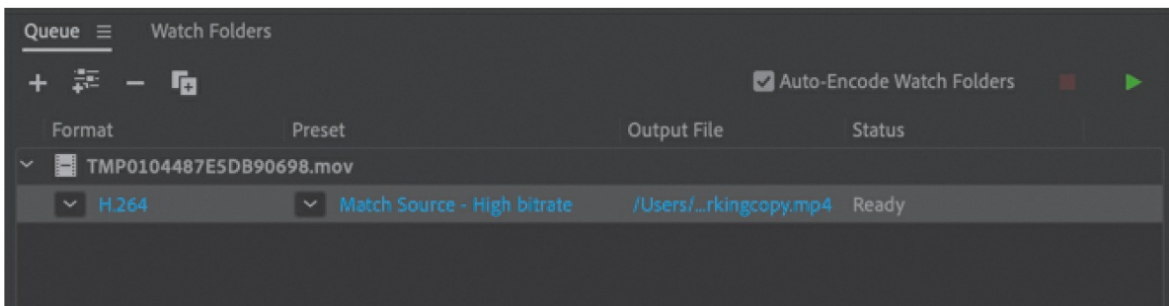 Queue Watch Folders
Auto-Encode Watch Folders
Format Preset Output File Status
TMP0104487E5DB90698.mov
H.264 Match Source - High bitrate /Users/...rkingcopy.mp4 Ready